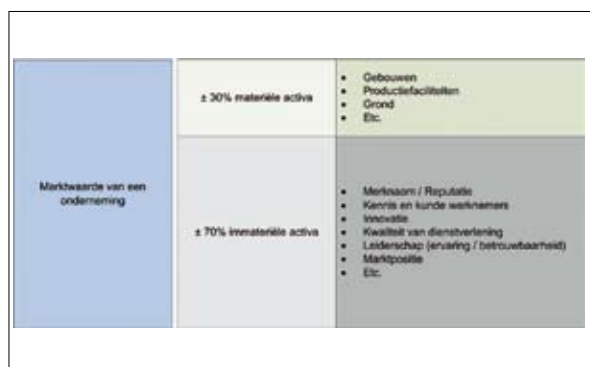 Marktwaarde van een
onderneming
± 30% materiële activa
• Gebouwen
• Productiefaciliteiten
• Grond
• Etc.
± 70% immateriële activa
• Merknaam / Reputatie
• Kennis en kunde werknemers
• Innovatie
• Kwaliteit van dienstverlening
• Leiderschap (ervaring / betrouwbaarheid)
• Marktpositie
• Etc.